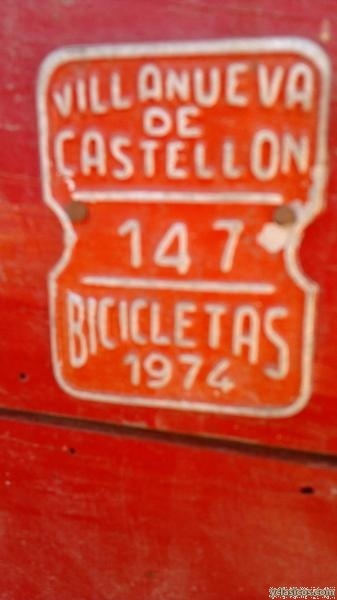 VILLANUEVA
DE
CASTELLON
147
BICICLETAS
1974